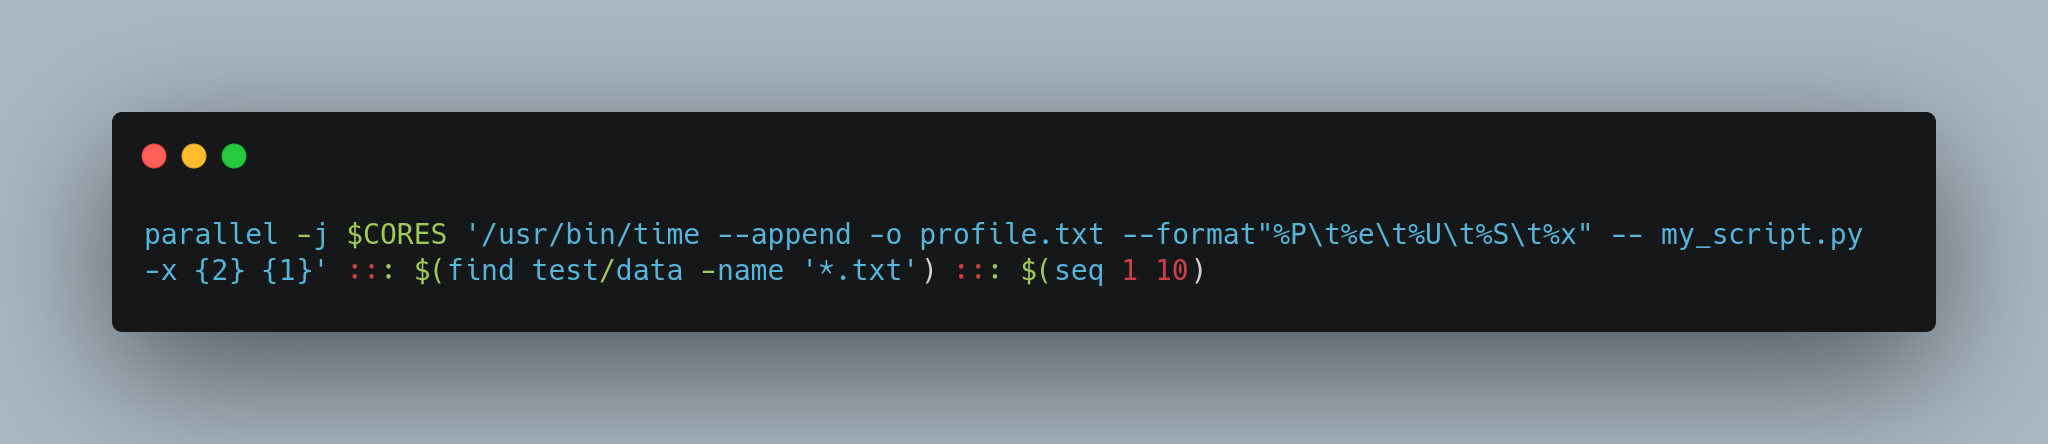 parallel -j $CORES '/usr/bin/time --append -o profile.txt --format"%P\t%e\t%U\t%S\t%x" -- my_script.py
-x {2} {1}' ::: $(find test/data -name '*.txt') ::: $(seq 1 10)